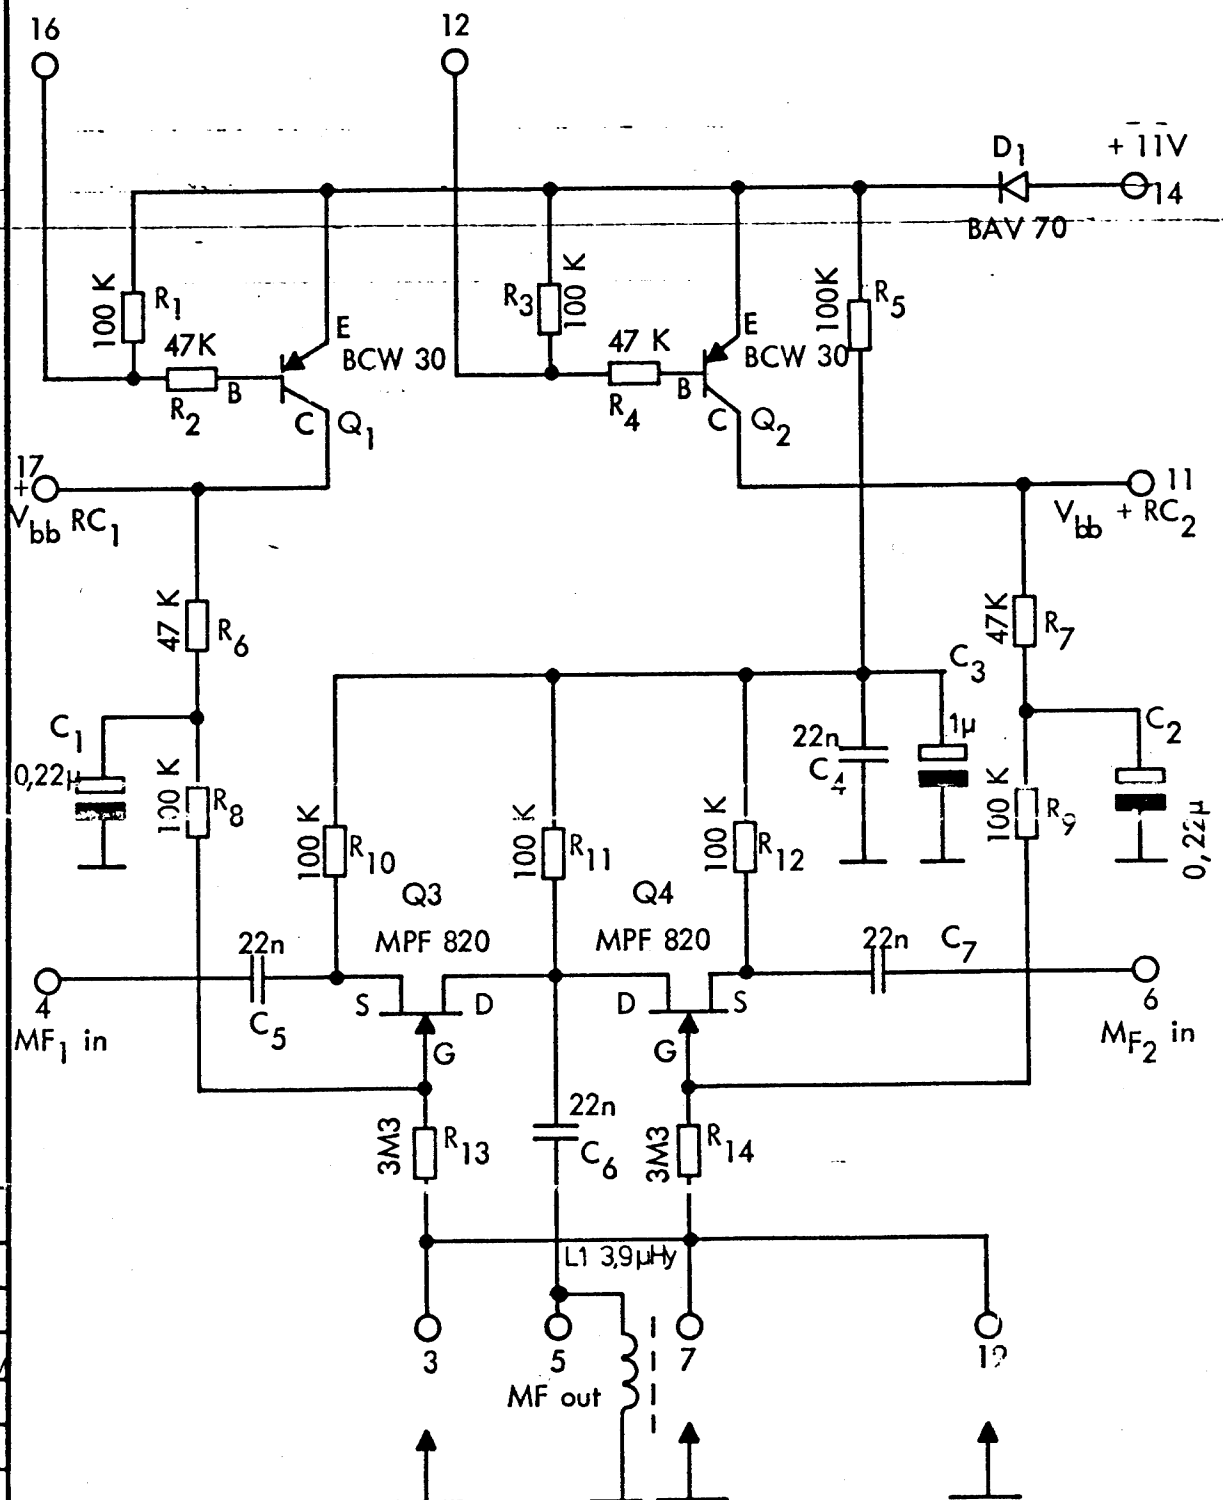 16
12
D1
+ 11V
14
BAV 70
100 K
R1
47 K
R2
B
E
BCW 30
C
Q1
R3
100 K
47 K
R4
B
E
BCW 30
C
Q2
100K
R5
17
+
Vbb RC1
11
Vbb + RC2
47 K
R6
47K
R7
C3
1µ
22n
C4
C1
0,22µ
100 K
R8
C2
0,22µ
100 K
R9
100 K
R10
100 K
R11
100 K
R12
Q3
MPF 820
Q4
MPF 820
22n
C5
4
MF1 in
S
D
G
D
S
G
22n
C7
6
MF2 in
3M3
R13
22n
C6
3M3
R14
L1 3,9µHy
3
5
7
MF out